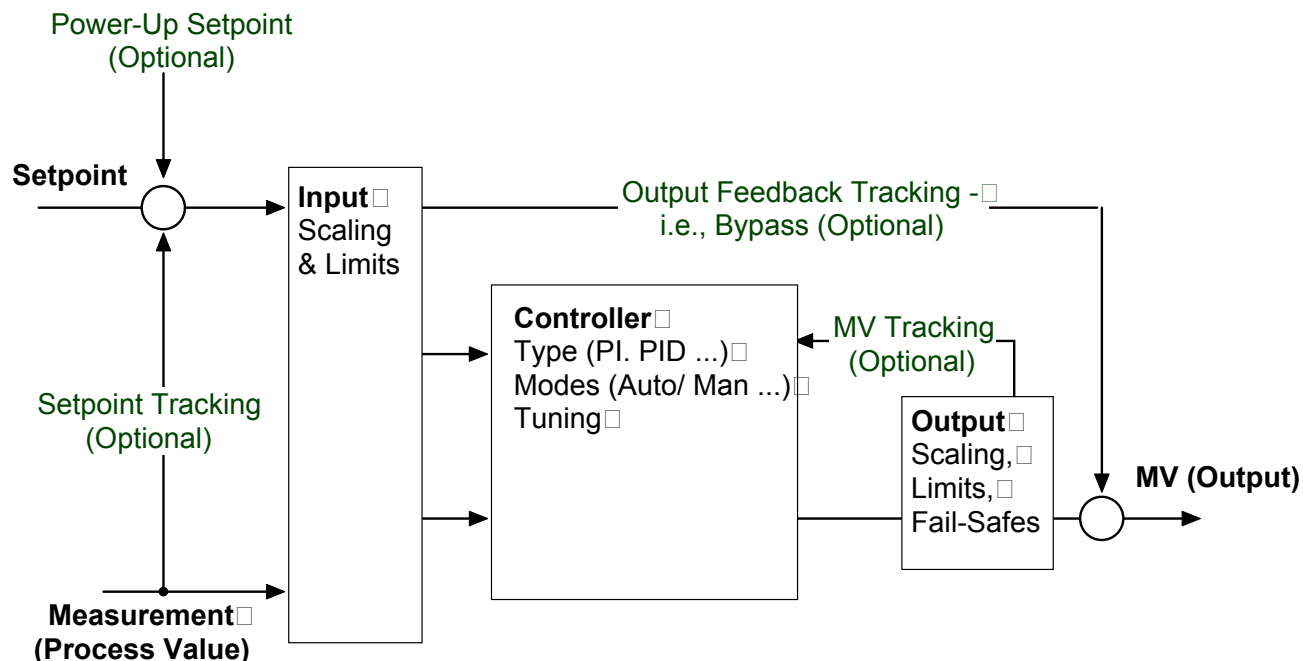 Power-Up Setpoint
(Optional)
Setpoint
Input
Scaling
& Limits
Output Feedback Tracking -
i.e., Bypass (Optional)
Controller
Type (PI. PID ...)
Modes (Auto/ Man ...)
Tuning
MV Tracking
(Optional)
Setpoint Tracking
(Optional)
Output
Scaling,
Limits,
Fail-Safes
MV (Output)
Measurement
(Process Value)